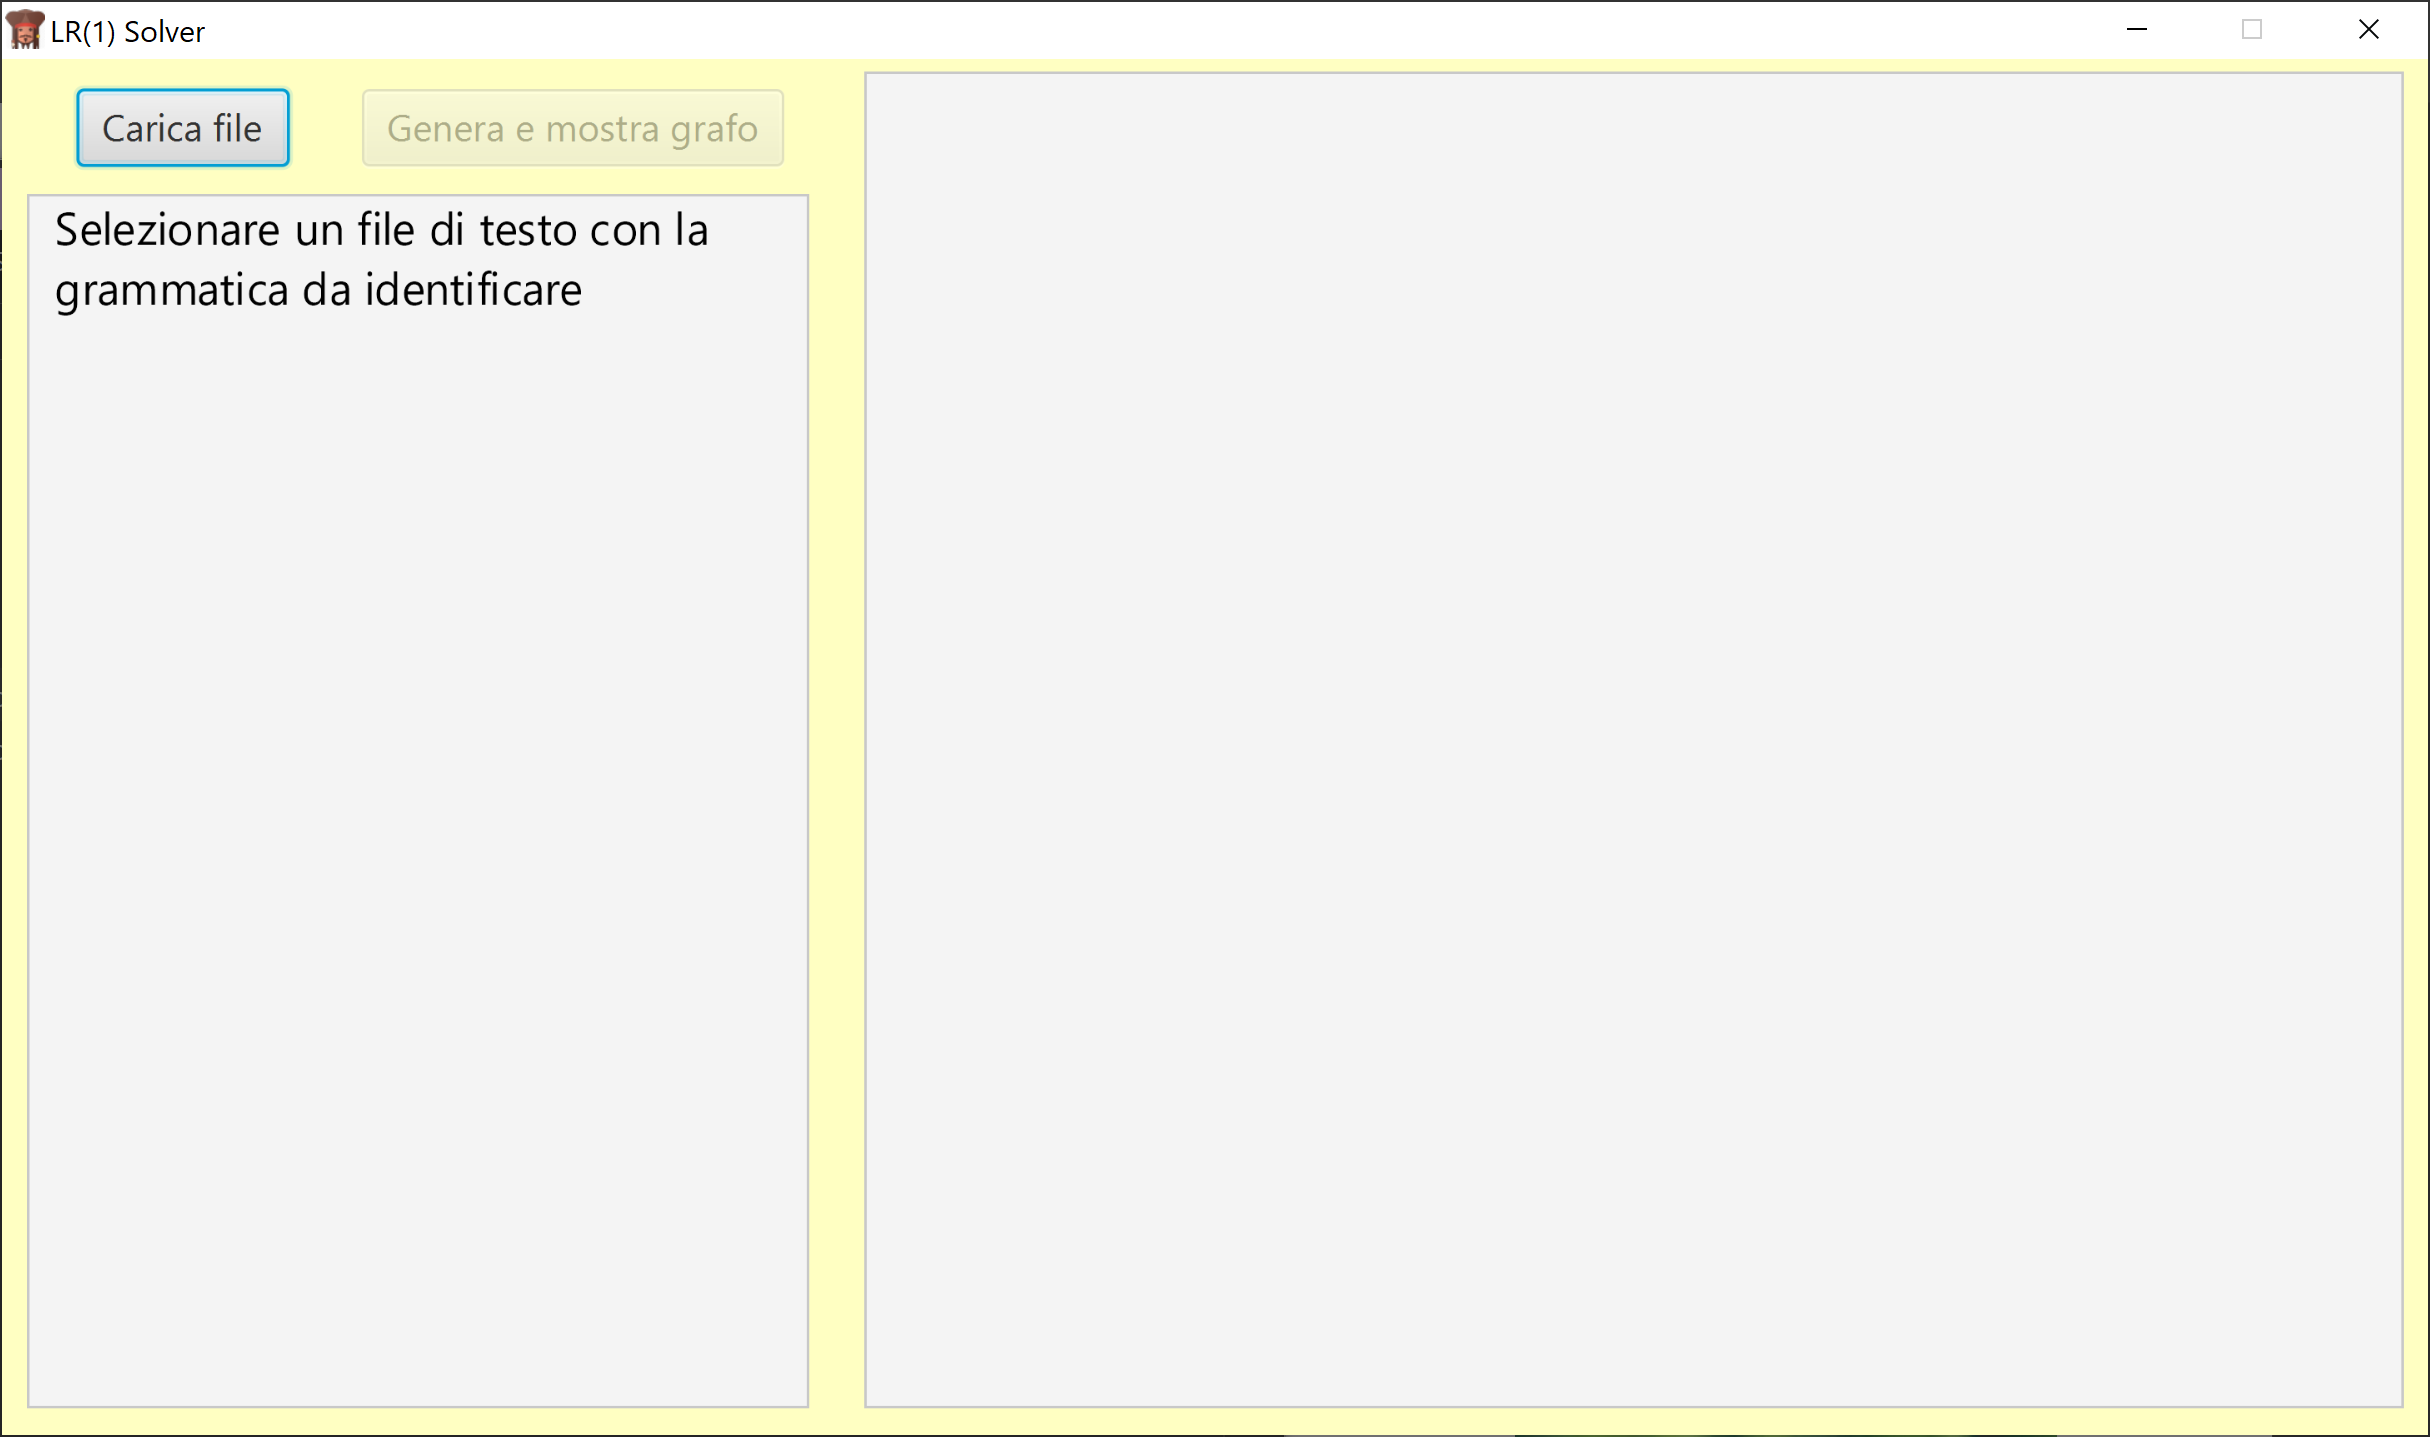 LR(1) Solver
Carica file
Genera e mostra grafo
Selezionare un file di testo con la
grammatica da identificare